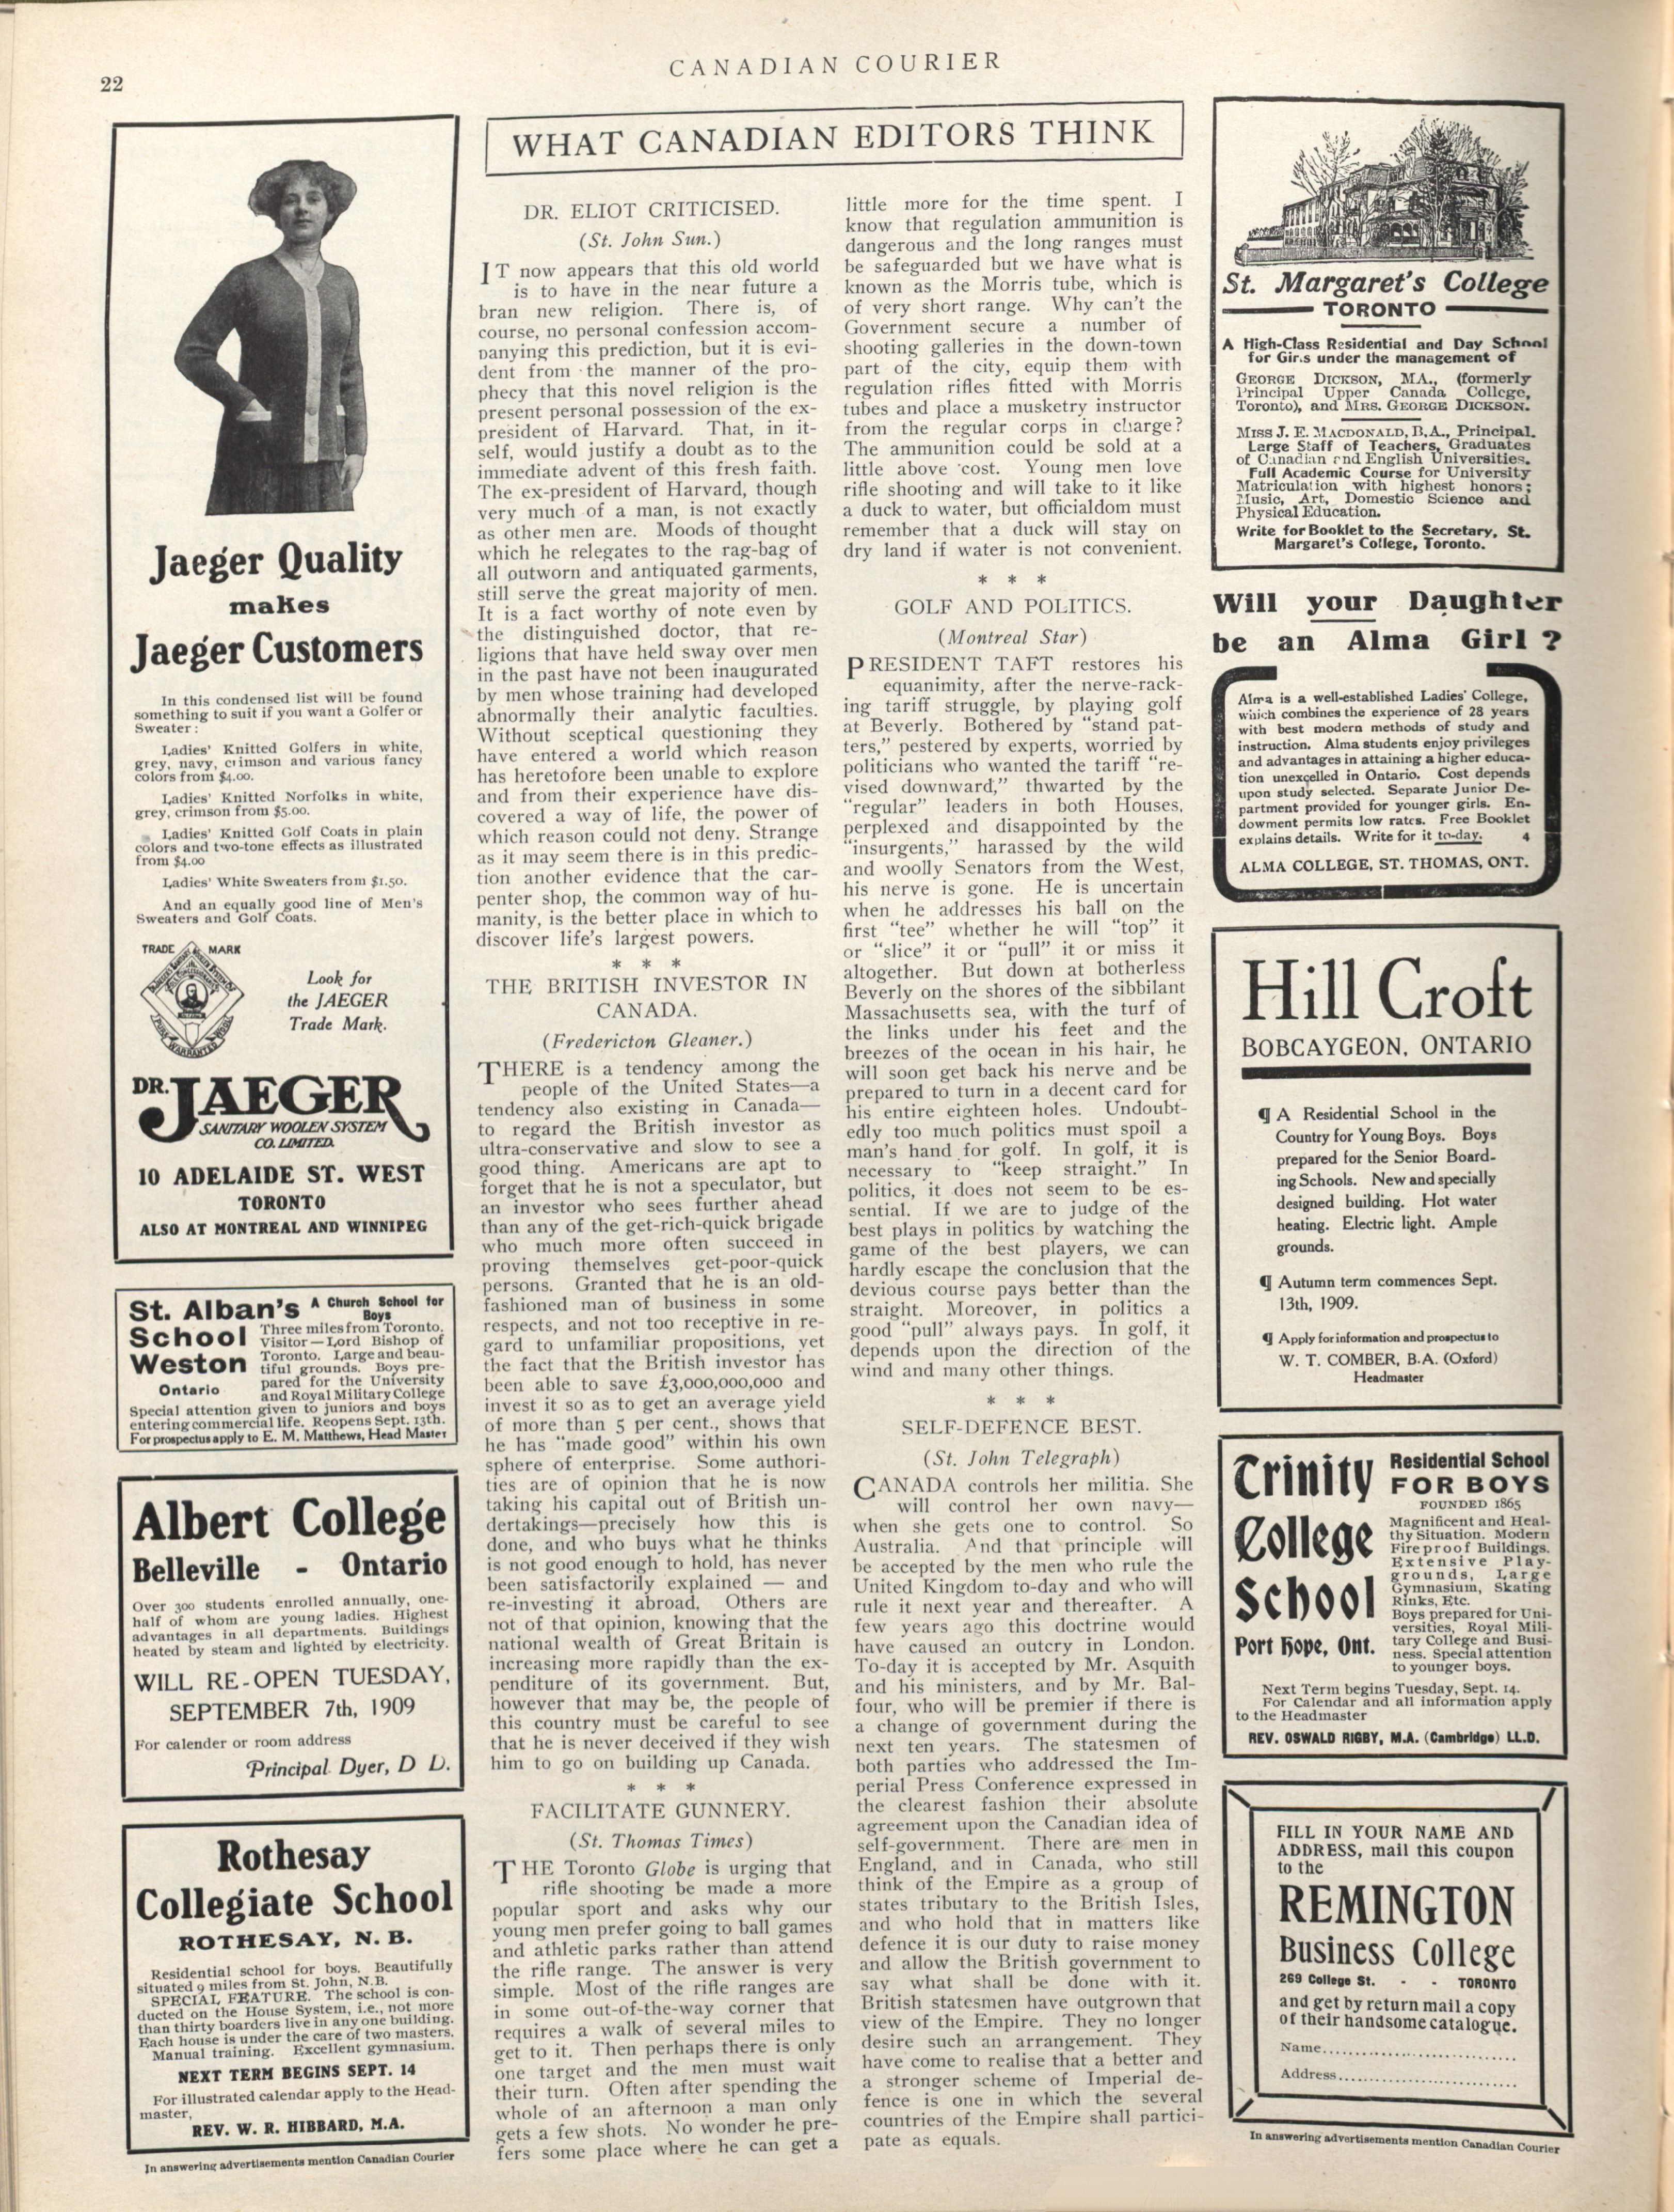 22
CANADIAN COURIER
Jaeger Quality
makes
Jaeger Customers
In this condensed list will be found
something to suit if you want a Golfer or
Sweater :
Ladies' Knitted Golfers in white,
grey, navy, crimson and various fancy
colors from $4.00.
Ladies' Knitted Norfolks in white,
grey, crimson from $5.00.
Ladies' Knitted Golf Coats in plain
colors and two-tone effects as illustrated
from $4.00
Ladies' White Sweaters from $1.50.
And an equally good line of Men's
Sweaters and Golf Coats.
TRADE MARK
Look for
the JAEGER
Trade Mark.
DR. JAEGER
SANITARY WOOLEN SYSTEM
CO. LIMITED.
10 ADELAIDE ST. WEST
TORONTO
ALSO AT MONTREAL AND WINNIPEG
St. Alban's
School
Weston
Ontario
A Church School for
Boys
Three miles from Toronto.
Visitor—Lord Bishop of
Toronto. Large and beau-
tiful grounds. Boys pre-
pared for the University
and Royal Military College
Special attention given to juniors and boys
entering commercial life. Reopens Sept. 13th.
For prospectus apply to E. M. Matthews, Head Master
Albert College
Belleville - Ontario
Over 300 students enrolled annually, one-
half of whom are young ladies. Highest
advantages in all departments. Buildings
heated by steam and lighted by electricity.
WILL RE-OPEN TUESDAY,
SEPTEMBER 7th, 1909
For calender or room address
Principal Dyer, D D.
Rothesay
Collegiate School
ROTHESAY, N. B.
Residential school for boys. Beautifully
situated 9 miles from St. John, N.B.
SPECIAL FEATURE. The school is con-
ducted on the House System, i.e., not more
than thirty boarders live in any one building.
Each house is under the care of two masters.
Manual training. Excellent gymnasium.
NEXT TERM BEGINS SEPT. 14
For illustrated calendar apply to the Head-
master,
REV. W. R. HIBBARD, M.A.
In answering advertisements mention Canadian Courier
WHAT CANADIAN EDITORS THINK
DR. ELIOT CRITICISED.
(St. John Sun.)
IT now appears that this old world
is to have in the near future a
bran new religion. There is, of
course, no personal confession accom-
panying this prediction, but it is evi-
dent from the manner of the pro-
phecy that this novel religion is the
present personal possession of the ex-
president of Harvard. That, in it-
self, would justify a doubt as to the
immediate advent of this fresh faith.
The ex-president of Harvard, though
very much of a man, is not exactly
as other men are. Moods of thought
which he relegates to the rag-bag of
all outworn and antiquated garments,
still serve the great majority of men.
It is a fact worthy of note even by
the distinguished doctor, that re-
ligions that have held sway over men
in the past have not been inaugurated
by men whose training had developed
abnormally their analytic faculties.
Without sceptical questioning they
have entered a world which reason
has heretofore been unable to explore
and from their experience have dis-
covered a way of life, the power of
which reason could not deny. Strange
as it may seem there is in this predic-
tion another evidence that the car-
penter shop, the common way of hu-
manity, is the better place in which to
discover life's largest powers.
* * *
THE BRITISH INVESTOR IN
CANADA.
(Fredericton Gleaner.)
THERE is a tendency among the
people of the United States—a
tendency also existing in Canada—
to regard the British investor as
ultra-conservative and slow to see a
good thing. Americans are apt to
forget that he is not a speculator, but
an investor who sees further ahead
than any of the get-rich-quick brigade
who much more often succeed in
proving themselves get-poor-quick
persons. Granted that he is an old-
fashioned man of business in some
respects, and not too receptive in re-
gard to unfamiliar propositions, yet
the fact that the British investor has
been able to save £3,000,000,000 and
invest it so as to get an average yield
of more than 5 per cent., shows that
he has "made good" within his own
sphere of enterprise. Some authori-
ties are of opinion that he is now
taking his capital out of British un-
dertakings—precisely how this is
done, and who buys what he thinks
is not good enough to hold, has never
been satisfactorily explained — and
re-investing it abroad, Others are
not of that opinion, knowing that the
national wealth of Great Britain is
increasing more rapidly than the ex-
penditure of its government. But,
however that may be, the people of
this country must be careful to see
that he is never deceived if they wish
him to go on building up Canada.
* * *
FACILITATE GUNNERY.
(St. Thomas Times)
THE Toronto Globe is urging that
rifle shooting be made a more
popular sport and asks why our
young men prefer going to ball games
and athletic parks rather than attend
the rifle range. The answer is very
simple. Most of the rifle ranges are
in some out-of-the-way corner that
requires a walk of several miles to
get to it. Then perhaps there is only
one target and the men must wait
their turn. Often after spending the
whole of an afternoon a man only
gets a few shots. No wonder he pre-
fers some place where he can get a
little more for the time spent. I
know that regulation ammunition is
dangerous and the long ranges must
be safeguarded but we have what is
known as the Morris tube, which is
of very short range. Why can't the
Government secure a number of
shooting galleries in the down-town
part of the city, equip them with
regulation rifles fitted with Morris
tubes and place a musketry instructor
from the regular corps in charge?
The ammunition could be sold at a
little above cost. Young men love
rifle shooting and will take to it like
a duck to water, but officialdom must
remember that a duck will stay on
dry land if water is not convenient.
* * *
GOLF AND POLITICS.
(Montreal Star)
PRESIDENT TAFT restores his
equanimity, after the nerve-rack-
ing tariff struggle, by playing golf
at Beverly. Bothered by "stand pat-
ters," pestered by experts, worried by
politicians who wanted the tariff "re-
vised downward," thwarted by the
"regular" leaders in both Houses,
perplexed and disappointed by the
"insurgents," harassed by the wild
and woolly Senators from the West,
his nerve is gone. He is uncertain
when he addresses his ball on the
first "tee" whether he will "top" it
or "slice" it or "pull" it or miss it
altogether. But down at botherless
Beverly on the shores of the sibbilant
Massachusetts sea, with the turf of
the links under his feet and the
breezes of the ocean in his hair, he
will soon get back his nerve and be
prepared to turn in a decent card for
his entire eighteen holes. Undoubt-
edly too much politics must spoil a
man's hand for golf. In golf, it is
necessary to "keep straight." In
politics, it does not seem to be es-
sential. If we are to judge of the
best plays in politics by watching the
game of the best players, we can
hardly escape the conclusion that the
devious course pays better than the
straight. Moreover, in politics a
good "pull" always pays. In golf, it
depends upon the direction of the
wind and many other things.
* * *
SELF-DEFENCE BEST.
(St. John Telegraph)
CANADA controls her militia. She
will control her own navy—
when she gets one to control. So
Australia. And that principle will
be accepted by the men who rule the
United Kingdom to-day and who will
rule it next year and thereafter. A
few years ago this doctrine would
have caused an outcry in London.
To-day it is accepted by Mr. Asquith
and his ministers, and by Mr. Bal-
four, who will be premier if there is
a change of government during the
next ten years. The statesmen of
both parties who addressed the Im-
perial Press Conference expressed in
the clearest fashion their absolute
agreement upon the Canadian idea of
self-government. There are men in
England, and in Canada, who still
think of the Empire as a group of
states tributary to the British Isles,
and who hold that in matters like
defence it is our duty to raise money
and allow the British government to
say what shall be done with it.
British statesmen have outgrown that
view of the Empire. They no longer
desire such an arrangement. They
have come to realise that a better and
a stronger scheme of Imperial de-
fence is one in which the several
countries of the Empire shall partici-
pate as equals.
St. Margaret's College
TORONTO
A High-Class Residential and Day School
for Girls under the management of
GEORGE DICKSON, MA., (formerly
Principal Upper Canada College,
Toronto), and MRS. GEORGE DICKSON.
MISS J. E. MACDONALD, B.A., Principal.
Large Staff of Teachers, Graduates
of Canadian and English Universities.
Full Academic Course for University
Matriculation with highest honors;
Music, Art, Domestic Science and
Physical Education.
Write for Booklet to the Secretary, St.
Margaret's College, Toronto.
Will your Daughter
be an Alma Girl ?
Alma is a well-established Ladies' College,
which combines the experience of 28 years
with best modern methods of study and
instruction. Alma students enjoy privileges
and advantages in attaining a higher educa-
tion unexcelled in Ontario. Cost depends
upon study selected. Separate Junior De-
partment provided for younger girls. En-
dowment permits low rates. Free Booklet
explains details. Write for it to-day. 4
ALMA COLLEGE, ST. THOMAS, ONT.
Hill Croft
BOBCAYGEON, ONTARIO
¶ A Residential School in the
Country for Young Boys. Boys
prepared for the Senior Board-
ing Schools. New and specially
designed building. Hot water
heating. Electric light. Ample
grounds.
¶ Autumn term commences Sept.
13th, 1909.
¶ Apply for information and prospectus to
W. T. COMBER, B.A. (Oxford)
Headmaster
Trinity
College
School
Port Hope, Ont.
Residential School
FOR BOYS
FOUNDED 1865
Magnificent and Heal-
thy Situation. Modern
Fireproof Buildings.
Extensive Play-
grounds, Large
Gymnasium, Skating
Rinks, Etc.
Boys prepared for Uni-
versities, Royal Mili-
tary College and Busi-
ness. Special attention
to younger boys.
Next Term begins Tuesday, Sept. 14.
For Calendar and all information apply
to the Headmaster
REV. OSWALD RIGBY, M.A. (Cambridge) LL.D.
FILL IN YOUR NAME AND
ADDRESS, mail this coupon
to the
REMINGTON
Business College
269 College St. - - TORONTO
and get by return mail a copy
of their handsome catalogue.
Name..............................
Address...........................
In answering advertisements mention Canadian Courier